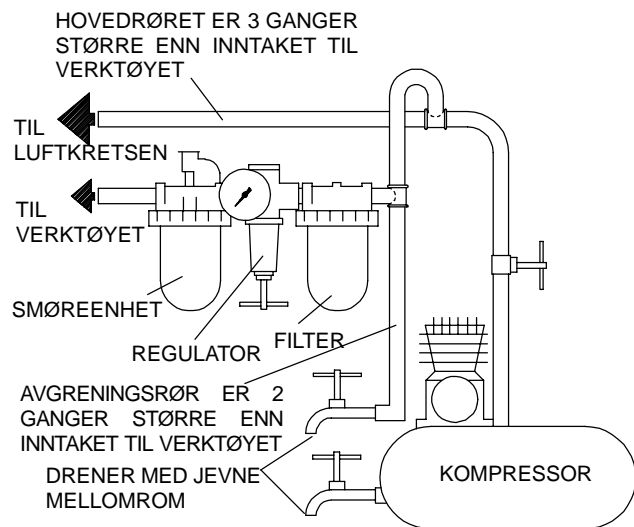 HOVEDRØRET ER 3 GANGER
STØRRE ENN INNTAKET TIL
VERKTØYET
TIL
LUFTKRETSEN
TIL
VERKTØYET
SMØREENHET
REGULATOR
FILTER
AVGRENINGSRØR ER 2
GANGER STØRRE ENN
INNTAKET TIL VERKTØYET
DRENER MED JEVNE
MELLOMROM
KOMPRESSOR